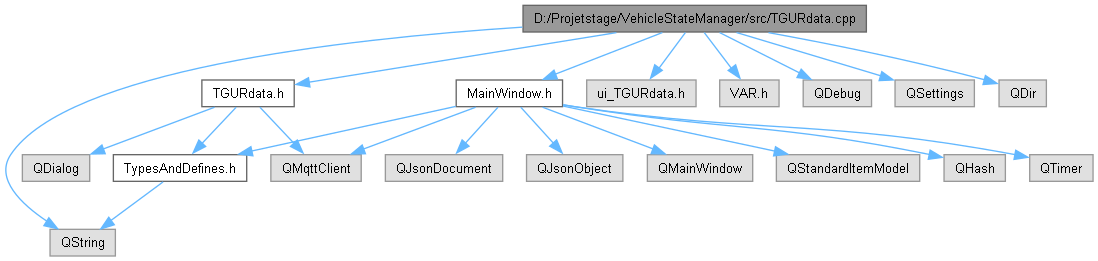 D:/Projetstage/VehicleStateManager/src/TGURdata.cpp
TGURdata.h
MainWindow.h
ui_TGURdata.h
VAR.h
QDebug
QSettings
QDir
QDialog
TypesAndDefines.h
QMqttClient
QJsonDocument
QJsonObject
QMainWindow
QStandardItemModel
QHash
QTimer
QString